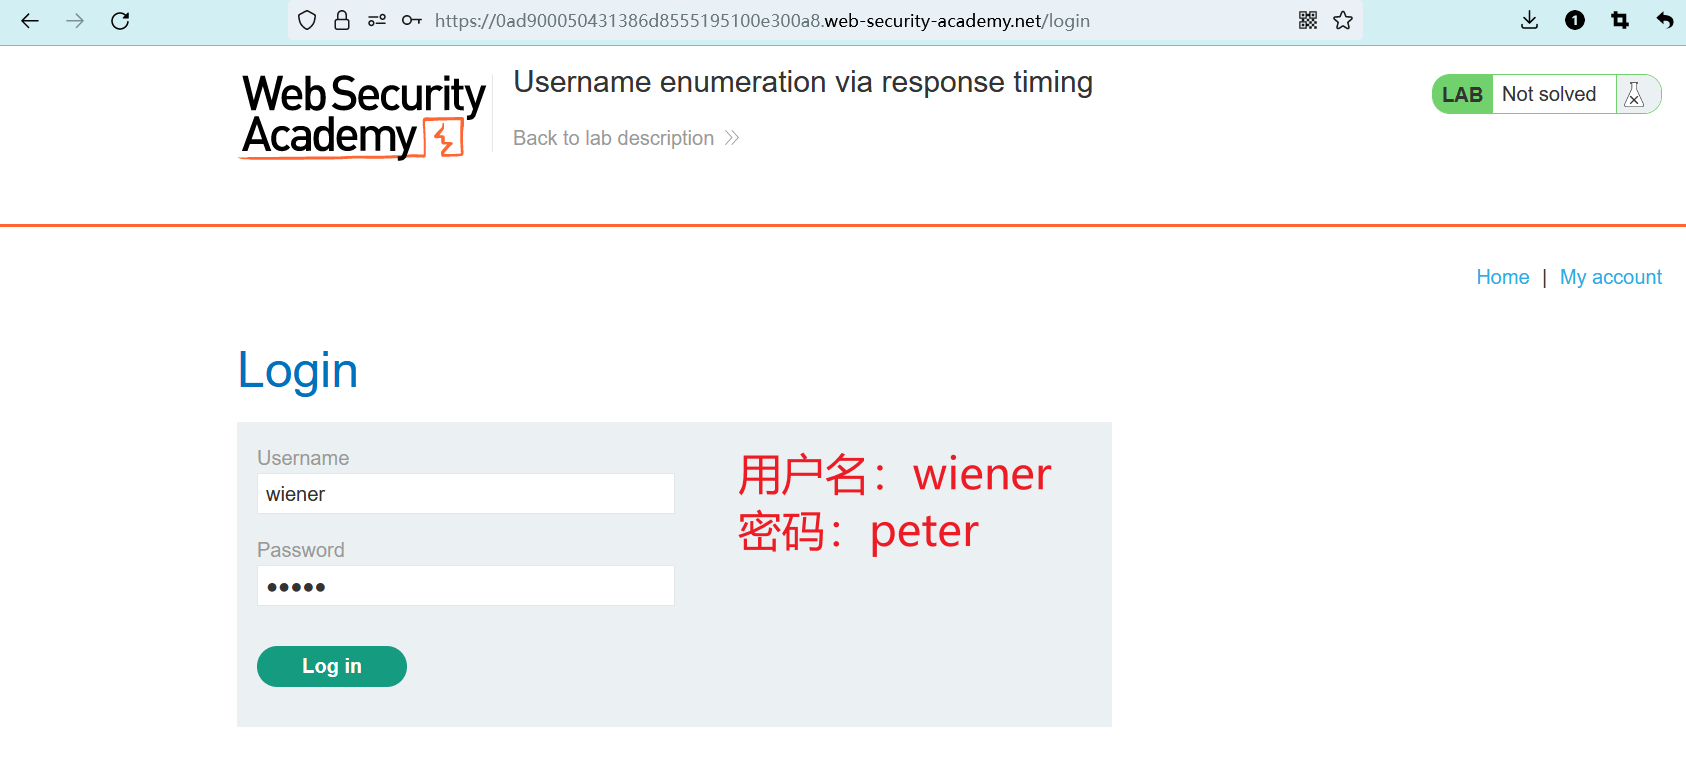 https://0ad900050431386d8555195100e300a8.web-security-academy.net/login
1
Web Security
Academy
Username enumeration via response timing
Back to lab description
LAB Not solved
Home | My account
Login
Username
wiener
用户名：wiener
密码：peter
Password
●●●●●
Log in